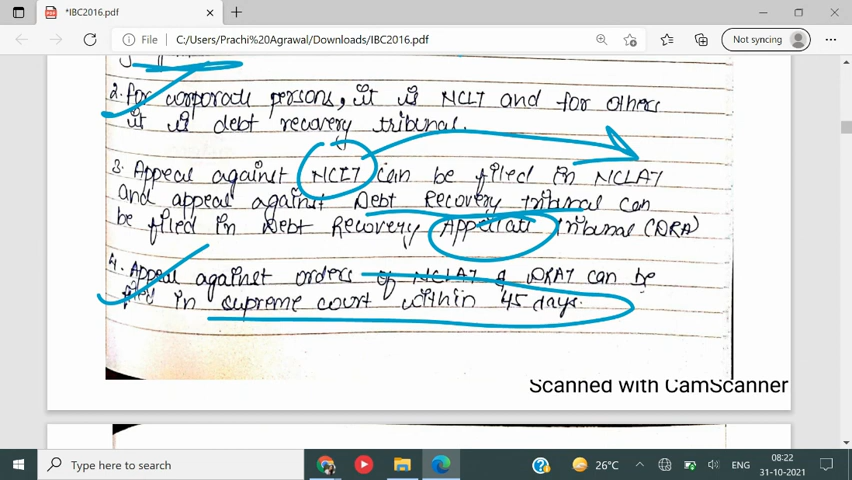 *IBC2016.pdf
File
C:/Users/Prachi%20Agrawal/Downloads/IBC2016.pdf
Not syncing
2. For corporate persons, it is NCLT and for others
it is debt recovery tribunal.
3. Appeal against NCLT can be filed in NCLAT
and appeal against Debt Recovery tribunal can
be filed in Debt Recovery Appellate Tribunal (DRA)
4. Appeal against orders of NCLAT & DRAT can be
filed in supreme court within 45 days.
Scanned with CamScanner
Type here to search
26°C
ENG
08:22
31-10-2021